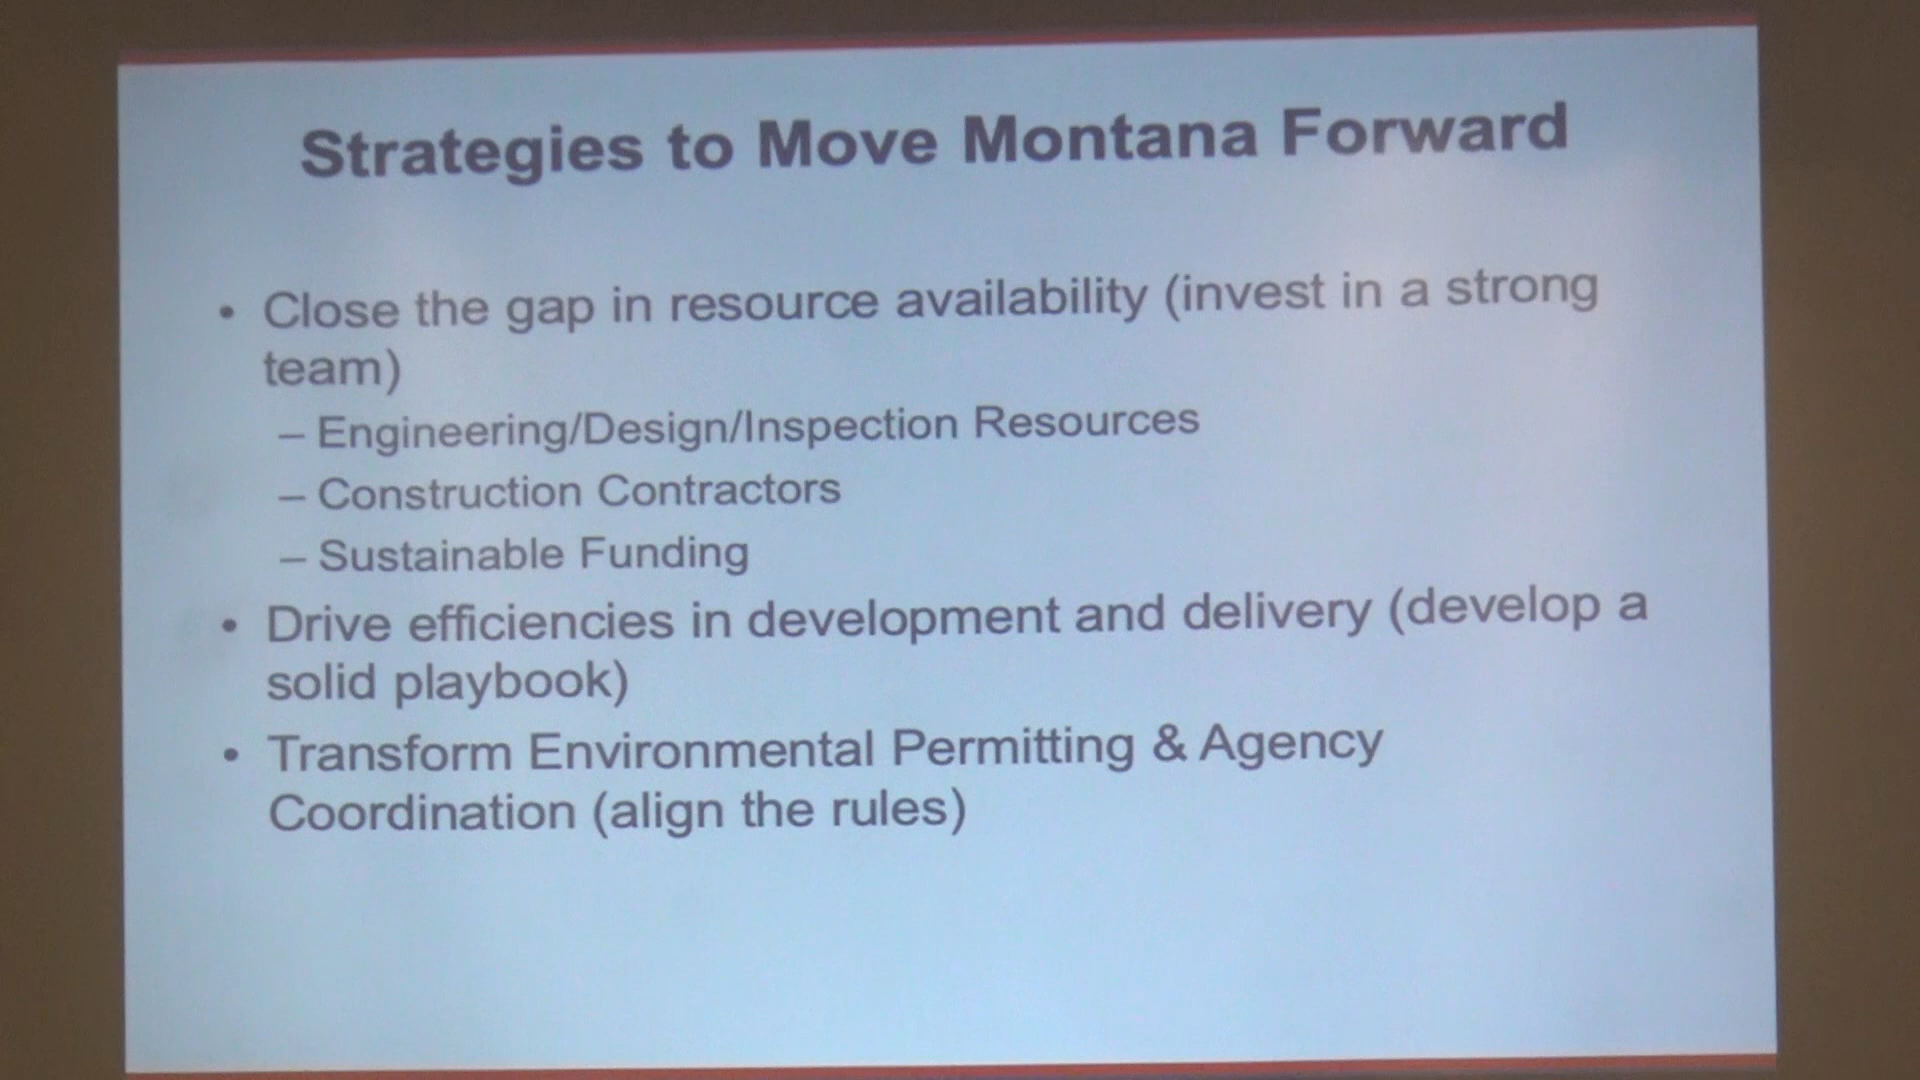 Strategies to Move Montana Forward
• Close the gap in resource availability (invest in a strong
team)
– Engineering/Design/Inspection Resources
– Construction Contractors
– Sustainable Funding
• Drive efficiencies in development and delivery (develop a
solid playbook)
• Transform Environmental Permitting & Agency
Coordination (align the rules)